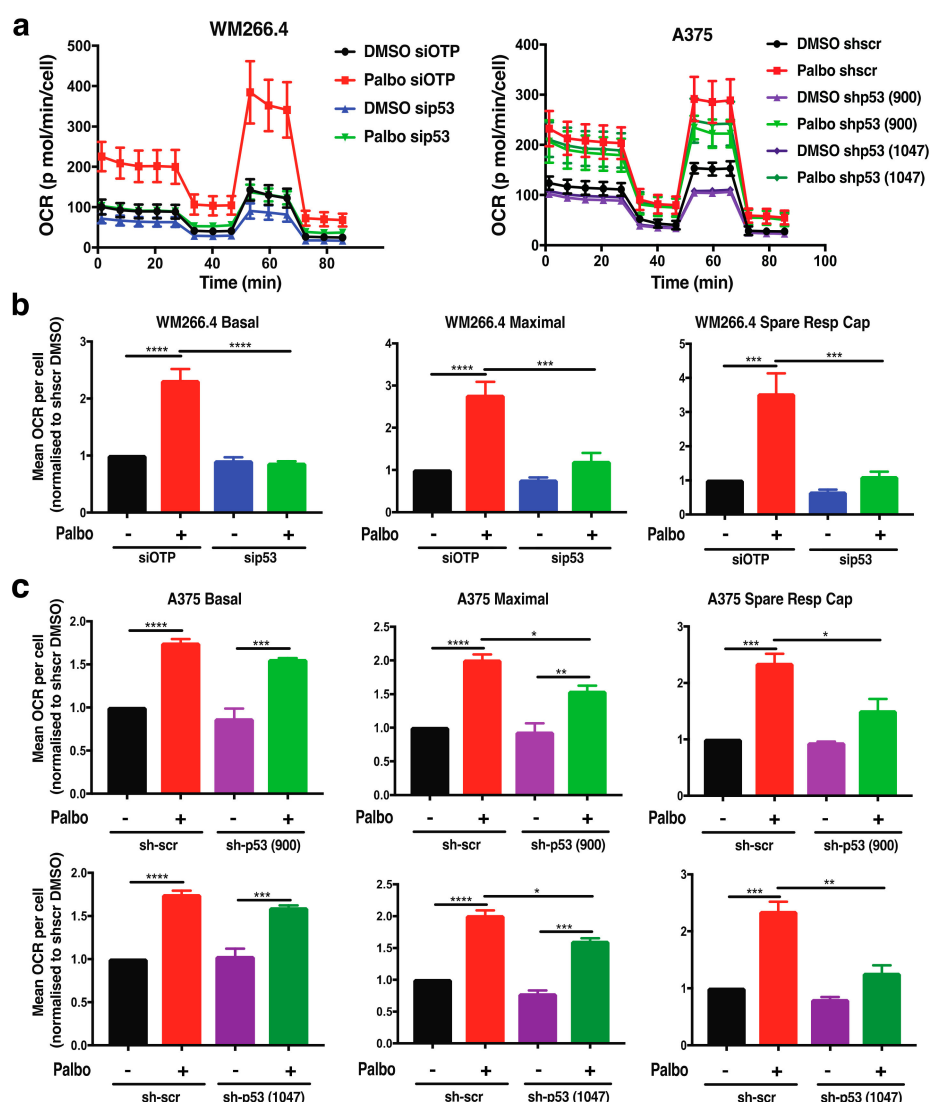 a
WM266.4
OCR (p mol/min/cell)
500
400
300
200
100
0
0 20 40 60 80
Time (min)
DMSO siOTP
Palbo siOTP
DMSO sip53
Palbo sip53
A375
OCR (p mol/min/cell)
400
300
200
100
0
0 20 40 60 80 100
Time (min)
DMSO shscr
Palbo shscr
DMSO shp53 (900)
Palbo shp53 (900)
DMSO shp53 (1047)
Palbo shp53 (1047)
b
Mean OCR per cell
(normalised to shscr DMSO)
WM266.4 Basal
3
2
1
0
**** ****
Palbo - + - +
siOTP sip53
WM266.4 Maximal
4
3
2
1
0
**** ***
Palbo - + - +
siOTP sip53
WM266.4 Spare Resp Cap
5
4
3
2
1
0
*** ***
Palbo - + - +
siOTP sip53
c
Mean OCR per cell
(normalised to shscr DMSO)
A375 Basal
2.0
1.5
1.0
0.5
0.0
**** ***
Palbo - + - +
sh-scr sh-p53 (900)
A375 Maximal
2.5
2.0
1.5
1.0
0.5
0.0
**** * **
Palbo - + - +
sh-scr sh-p53 (900)
A375 Spare Resp Cap
3
2
1
0
*** *
Palbo - + - +
sh-scr sh-p53 (900)
Mean OCR per cell
(normalised to shscr DMSO)
2.0
1.5
1.0
0.5
0.0
**** ***
Palbo - + - +
sh-scr sh-p53 (1047)
2.5
2.0
1.5
1.0
0.5
0.0
**** * ***
Palbo - + - +
sh-scr sh-p53 (1047)
3
2
1
0
*** **
Palbo - + - +
sh-scr sh-p53 (1047)